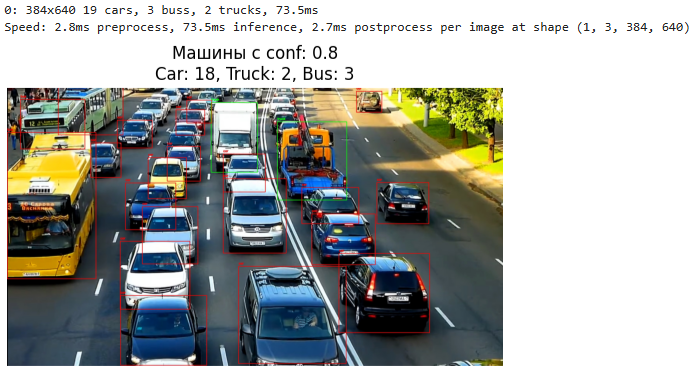 0: 384x640 19 cars, 3 buss, 2 trucks, 73.5ms
Speed: 2.8ms preprocess, 73.5ms inference, 2.7ms postprocess per image at shape (1, 3, 384, 640)
Машины с conf: 0.8
Car: 18, Truck: 2, Bus: 3
12